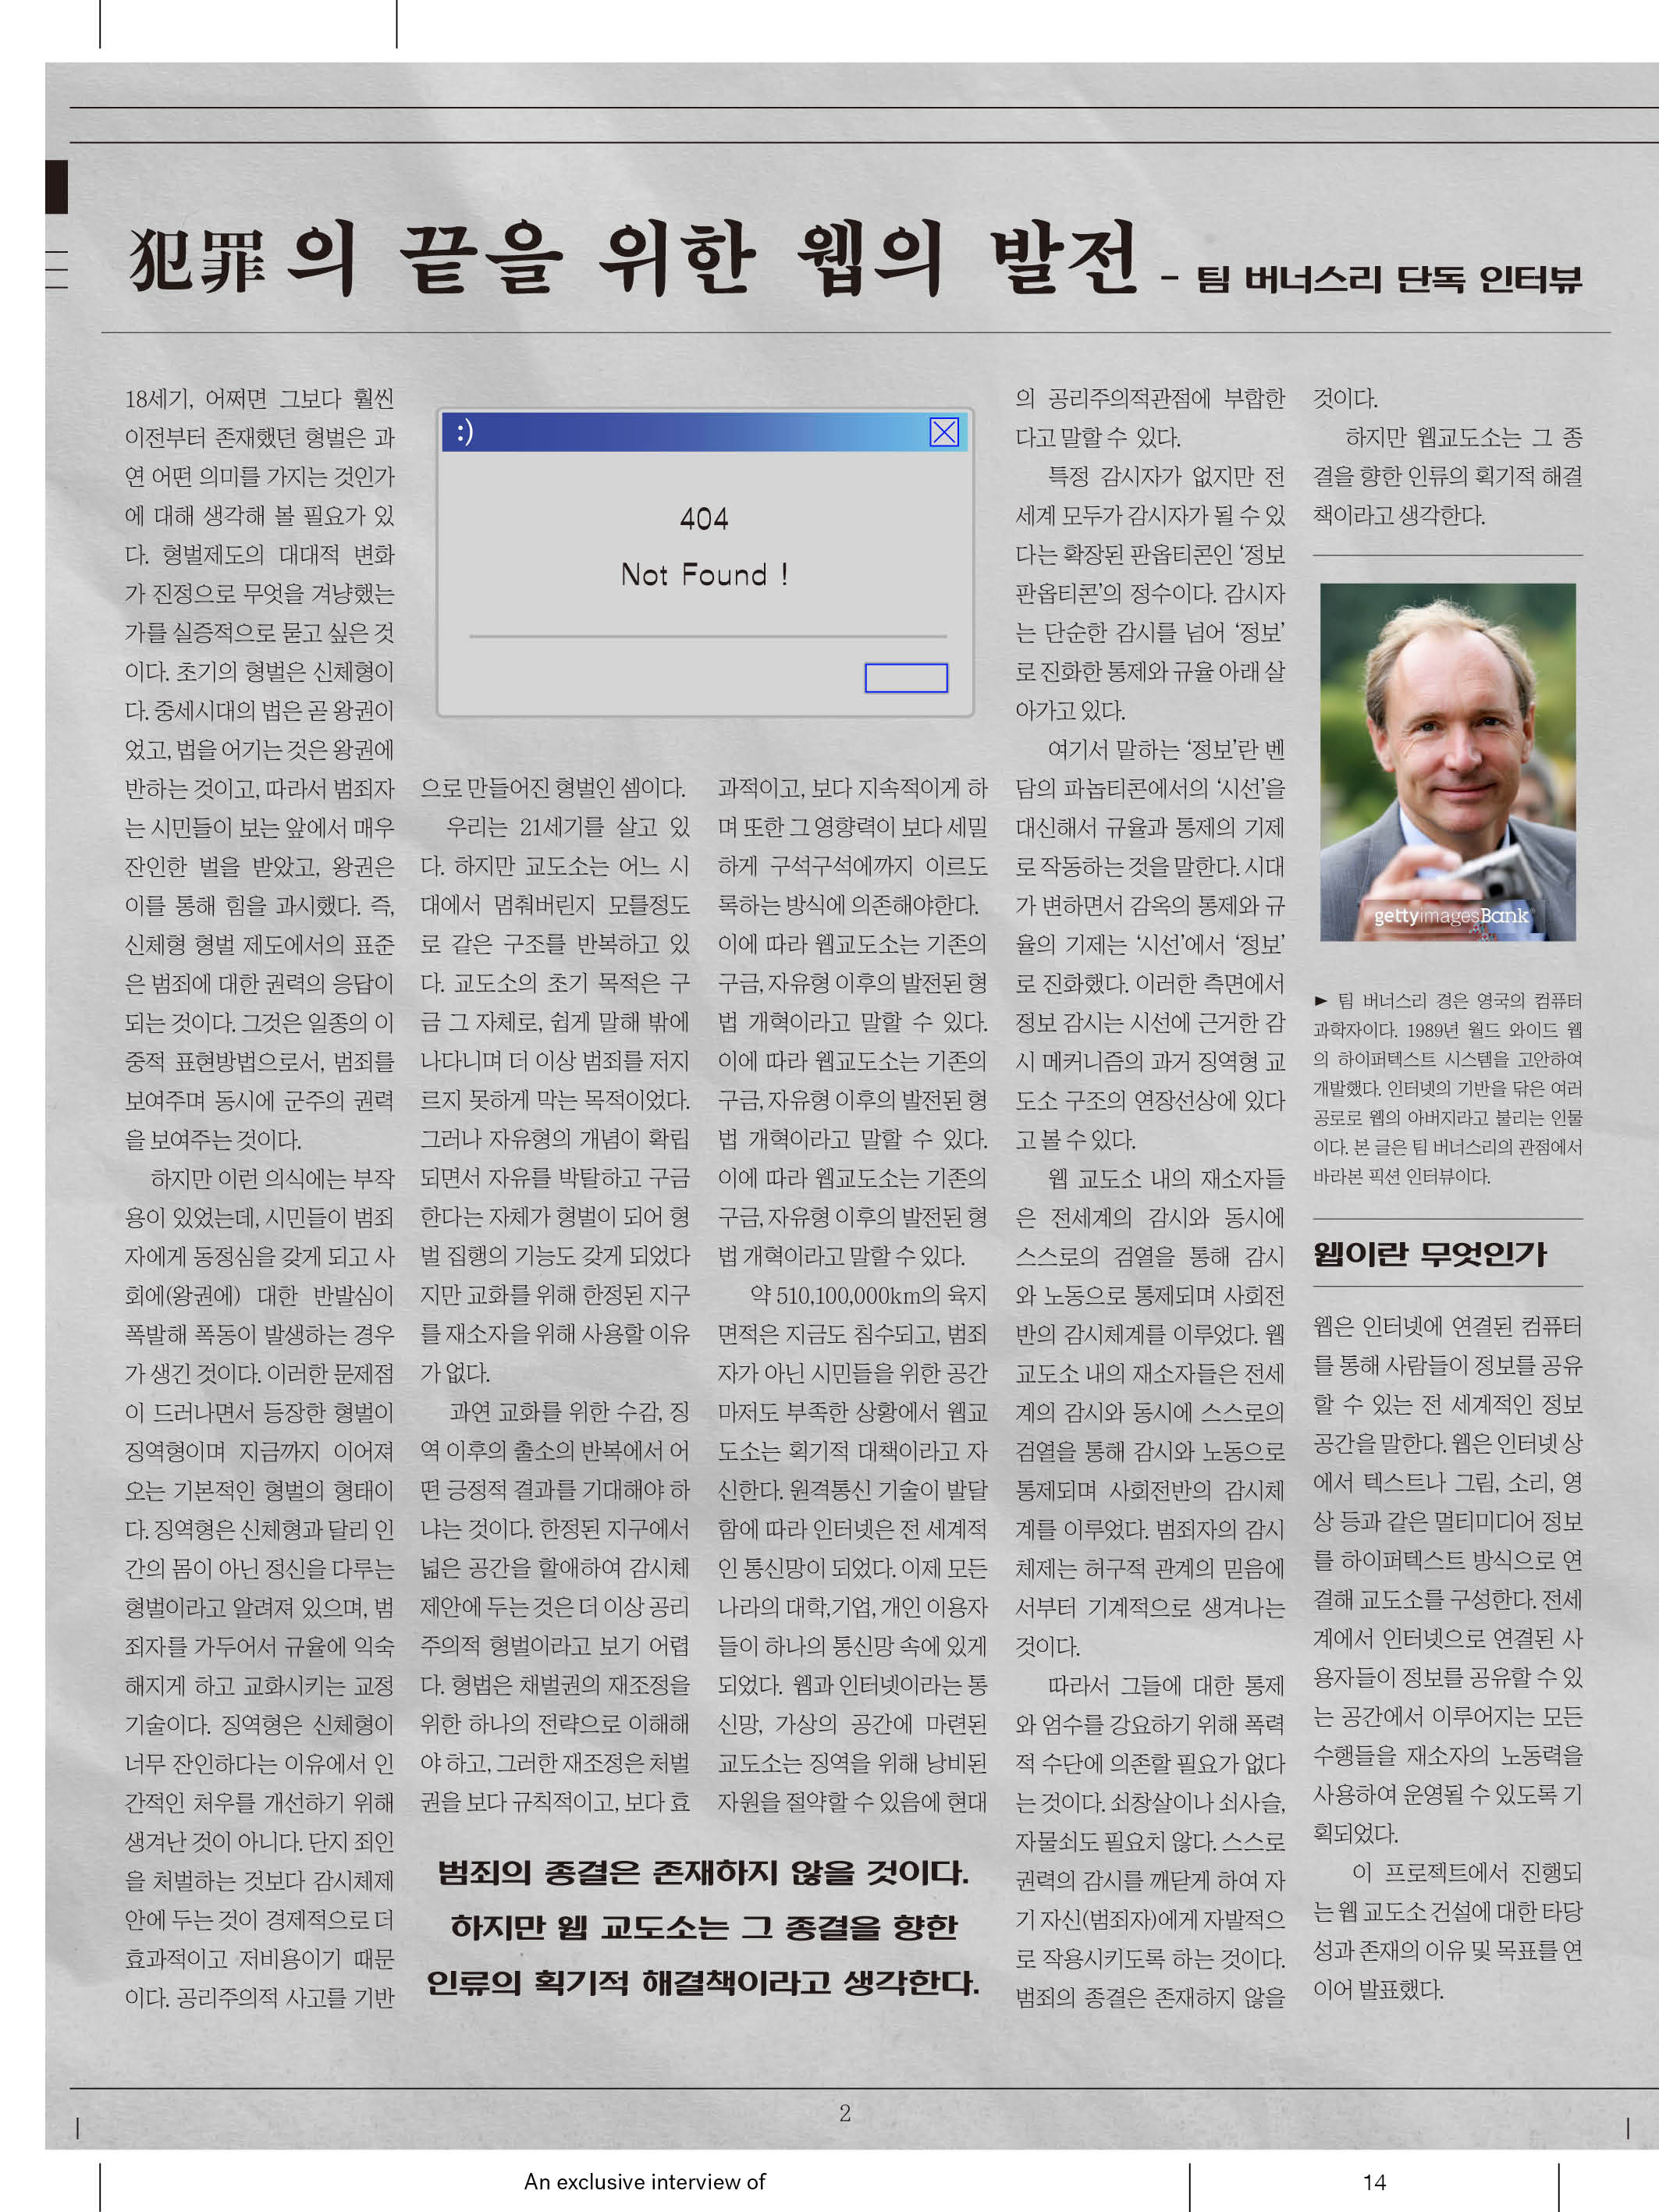 犯罪의 끝을 위한 웹의 발전 - 팀 버너스리 단독 인터뷰
18세기, 어쩌면 그보다 훨씬
이전부터 존재했던 형벌은 과
연 어떤 의미를 가지는 것인가
에 대해 생각해 볼 필요가 있
다. 형벌제도의 대대적 변화
가 진정으로 무엇을 겨냥했는
가를 실증적으로 묻고 싶은 것
이다. 초기의 형벌은 신체형이
다. 중세시대의 법은 곧 왕권이
었고, 법을 어기는 것은 왕권에
반하는 것이고, 따라서 범죄자
는 시민들이 보는 앞에서 매우
잔인한 벌을 받았고, 왕권은
이를 통해 힘을 과시했다. 즉,
신체형 형벌 제도에서의 표준
은 범죄에 대한 권력의 응답이
되는 것이다. 그것은 일종의 이
중적 표현방법으로서, 범죄를
보여주며 동시에 군주의 권력
을 보여주는 것이다.
하지만 이런 의식에는 부작
용이 있었는데, 시민들이 범죄
자에게 동정심을 갖게 되고 사
회에(왕권에) 대한 반발심이
폭발해 폭동이 발생하는 경우
가 생긴 것이다. 이러한 문제점
이 드러나면서 등장한 형벌이
징역형이며 지금까지 이어져
오는 기본적인 형벌의 형태이
다. 징역형은 신체형과 달리 인
간의 몸이 아닌 정신을 다루는
형벌이라고 알려져 있으며, 범
죄자를 가두어서 규율에 익숙
해지게 하고 교화시키는 교정
기술이다. 징역형은 신체형이
너무 잔인하다는 이유에서 인
간적인 처우를 개선하기 위해
생겨난 것이 아니다. 단지 죄인
을 처벌하는 것보다 감시체제
안에 두는 것이 경제적으로 더
효과적이고 저비용이기 때문
이다. 공리주의적 사고를 기반
:)
404
Not Found !
으로 만들어진 형벌인 셈이다.
우리는 21세기를 살고 있
다. 하지만 교도소는 어느 시
대에서 멈춰버린지 모를정도
로 같은 구조를 반복하고 있
다. 교도소의 초기 목적은 구
금 그 자체로, 쉽게 말해 밖에
나다니며 더 이상 범죄를 저지
르지 못하게 막는 목적이었다.
그러나 자유형의 개념이 확립
되면서 자유를 박탈하고 구금
한다는 자체가 형벌이 되어 형
벌 집행의 기능도 갖게 되었다
지만 교화를 위해 한정된 지구
를 재소자을 위해 사용할 이유
가 없다.
과연 교화를 위한 수감, 징
역 이후의 출소의 반복에서 어
떤 긍정적 결과를 기대해야 하
냐는 것이다. 한정된 지구에서
넓은 공간을 할애하여 감시체
제안에 두는 것은 더 이상 공리
주의적 형벌이라고 보기 어렵
다. 형법은 채벌권의 재조정을
위한 하나의 전략으로 이해해
야 하고, 그러한 재조정은 처벌
권을 보다 규칙적이고, 보다 효
과적이고, 보다 지속적이게 하
며 또한 그 영향력이 보다 세밀
하게 구석구석에까지 이르도
록하는 방식에 의존해야한다.
이에 따라 웹교도소는 기존의
구금, 자유형 이후의 발전된 형
법 개혁이라고 말할 수 있다.
이에 따라 웹교도소는 기존의
구금, 자유형 이후의 발전된 형
법 개혁이라고 말할 수 있다.
이에 따라 웹교도소는 기존의
구금, 자유형 이후의 발전된 형
법 개혁이라고 말할 수 있다.
약 510,100,000km의 육지
면적은 지금도 침수되고, 범죄
자가 아닌 시민들을 위한 공간
마저도 부족한 상황에서 웹교
도소는 획기적 대책이라고 자
신한다. 원격통신 기술이 발달
함에 따라 인터넷은 전 세계적
인 통신망이 되었다. 이제 모든
나라의 대학,기업, 개인 이용자
들이 하나의 통신망 속에 있게
되었다. 웹과 인터넷이라는 통
신망, 가상의 공간에 마련된
교도소는 징역을 위해 낭비된
자원을 절약할 수 있음에 현대
범죄의 종결은 존재하지 않을 것이다.
하지만 웹 교도소는 그 종결을 향한
인류의 획기적 해결책이라고 생각한다.
의 공리주의적관점에 부합한
다고 말할 수 있다.
특정 감시자가 없지만 전
세계 모두가 감시자가 될 수 있
다는 확장된 판옵티콘인 ‘정보
판옵티콘’의 정수이다. 감시자
는 단순한 감시를 넘어 ‘정보’
로 진화한 통제와 규율 아래 살
아가고 있다.
여기서 말하는 ‘정보’란 벤
담의 파놉티콘에서의 ‘시선’을
대신해서 규율과 통제의 기제
로 작동하는 것을 말한다. 시대
가 변하면서 감옥의 통제와 규
율의 기제는 ‘시선’에서 ‘정보’
로 진화했다. 이러한 측면에서
정보 감시는 시선에 근거한 감
시 메커니즘의 과거 징역형 교
도소 구조의 연장선상에 있다
고 볼 수 있다.
웹 교도소 내의 재소자들
은 전세계의 감시와 동시에
스스로의 검열을 통해 감시
와 노동으로 통제되며 사회전
반의 감시체계를 이루었다. 웹
교도소 내의 재소자들은 전세
계의 감시와 동시에 스스로의
검열을 통해 감시와 노동으로
통제되며 사회전반의 감시체
계를 이루었다. 범죄자의 감시
체제는 허구적 관계의 믿음에
서부터 기계적으로 생겨나는
것이다.
따라서 그들에 대한 통제
와 엄수를 강요하기 위해 폭력
적 수단에 의존할 필요가 없다
는 것이다. 쇠창살이나 쇠사슬,
자물쇠도 필요치 않다. 스스로
권력의 감시를 깨닫게 하여 자
기 자신(범죄자)에게 자발적으
로 작용시키도록 하는 것이다.
범죄의 종결은 존재하지 않을
것이다.
하지만 웹교도소는 그 종
결을 향한 인류의 획기적 해결
책이라고 생각한다.
gettyimagesBank
▶ 팀 버너스리 경은 영국의 컴퓨터
과학자이다. 1989년 월드 와이드 웹
의 하이퍼텍스트 시스템을 고안하여
개발했다. 인터넷의 기반을 닦은 여러
공로로 웹의 아버지라고 불리는 인물
이다. 본 글은 팀 버너스리의 관점에서
바라본 픽션 인터뷰이다.
웹이란 무엇인가
웹은 인터넷에 연결된 컴퓨터
를 통해 사람들이 정보를 공유
할 수 있는 전 세계적인 정보
공간을 말한다. 웹은 인터넷 상
에서 텍스트나 그림, 소리, 영
상 등과 같은 멀티미디어 정보
를 하이퍼텍스트 방식으로 연
결해 교도소를 구성한다. 전세
계에서 인터넷으로 연결된 사
용자들이 정보를 공유할 수 있
는 공간에서 이루어지는 모든
수행들을 재소자의 노동력을
사용하여 운영될 수 있도록 기
획되었다.
이 프로젝트에서 진행되
는 웹 교도소 건설에 대한 타당
성과 존재의 이유 및 목표를 연
이어 발표했다.
2
An exclusive interview of
14